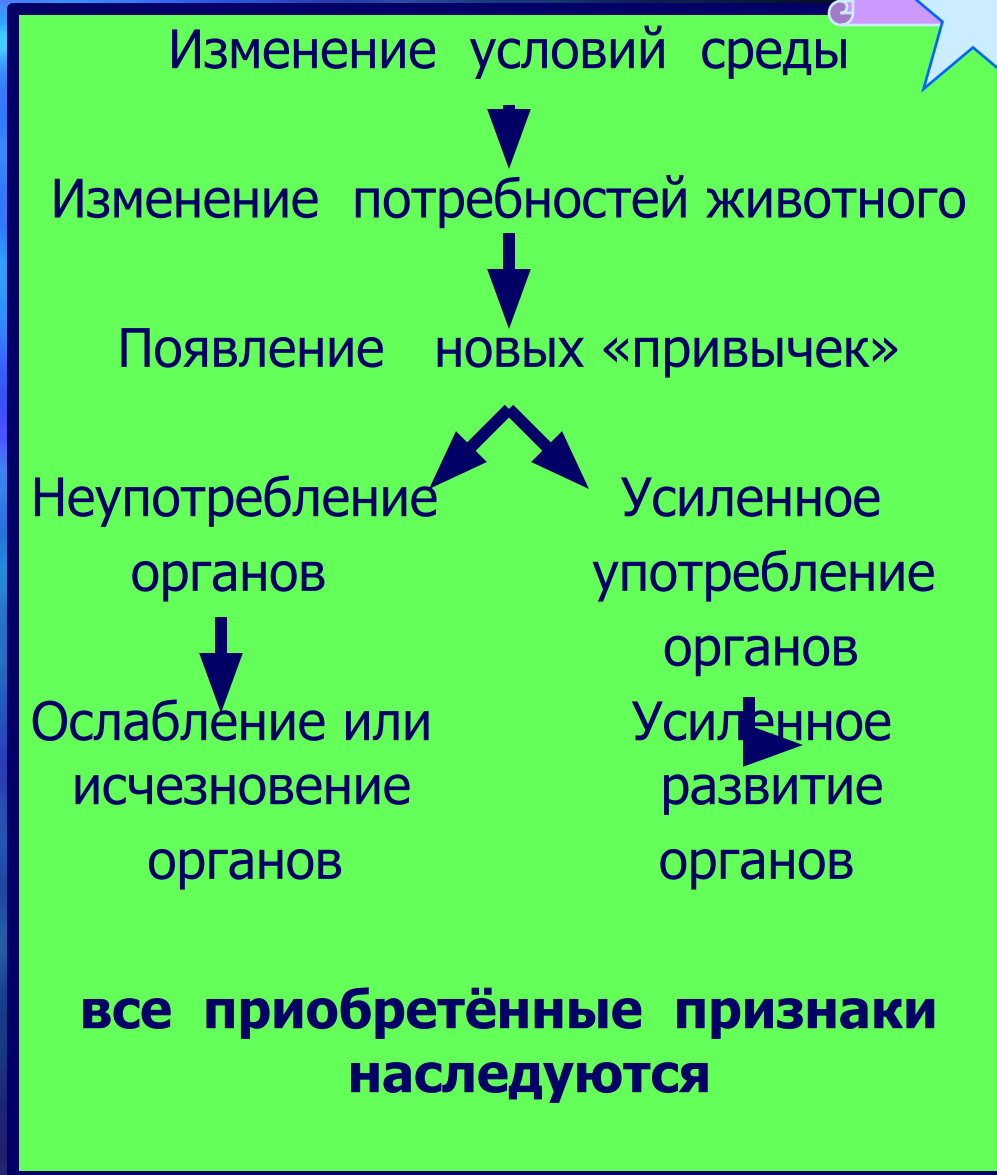 Изменение условий среды
Изменение потребностей животного
Появление новых «привычек»
Неупотребление
органов
Ослабление или
исчезновение
органов
Усиленное
употребление
органов
Усиленное
развитие
органов
все приобретённые признаки
наследуются